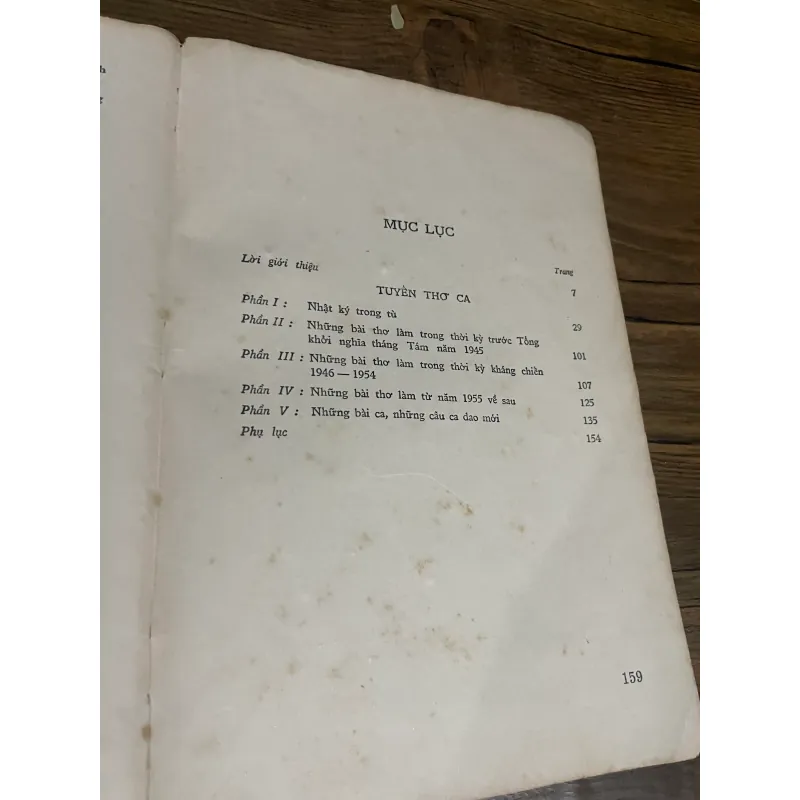 h
g
MỤC LỤC
Trang
Lời giới thiệu 7
TUYỂN THƠ CA
Phần I : Nhật ký trong tù 29
Phần II : Những bài thơ làm trong thời kỳ trước Tổng
khởi nghĩa tháng Tám năm 1945 101
Phần III : Những bài thơ làm trong thời kỳ kháng chiến
1946 — 1954 107
Phần IV : Những bài thơ làm từ năm 1955 về sau 125
Phần V : Những bài ca, những câu ca dao mới 135
Phụ lục 154
159